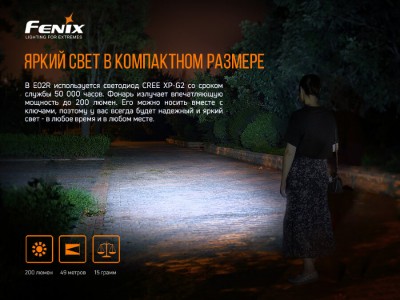 FENIX
LIGHTING FOR EXTREMES
ЯРКИЙ СВЕТ В КОМПАКТНОМ РАЗМЕРЕ
В E02R используется светодиод CREE XP-G2 со сроком
службы 50 000 часов. Фонарь излучает впечатляющую
мощность до 200 люмен. Его можно носить вместе с
ключами, поэтому у вас всегда будет надежный и яркий
свет - в любое время и в любом месте.
200 люмен 45 метров 15 грамм